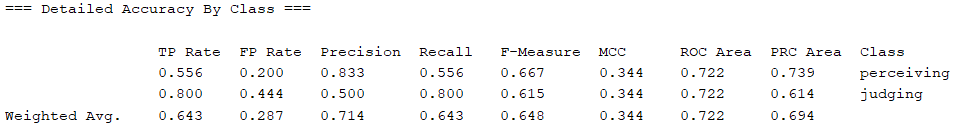 === Detailed Accuracy By Class ===
TP Rate FP Rate Precision Recall F-Measure MCC ROC Area PRC Area Class
0.556 0.200 0.833 0.556 0.667 0.344 0.722 0.739 perceiving
0.800 0.444 0.500 0.800 0.615 0.344 0.722 0.614 judging
Weighted Avg. 0.643 0.287 0.714 0.643 0.648 0.344 0.722 0.694